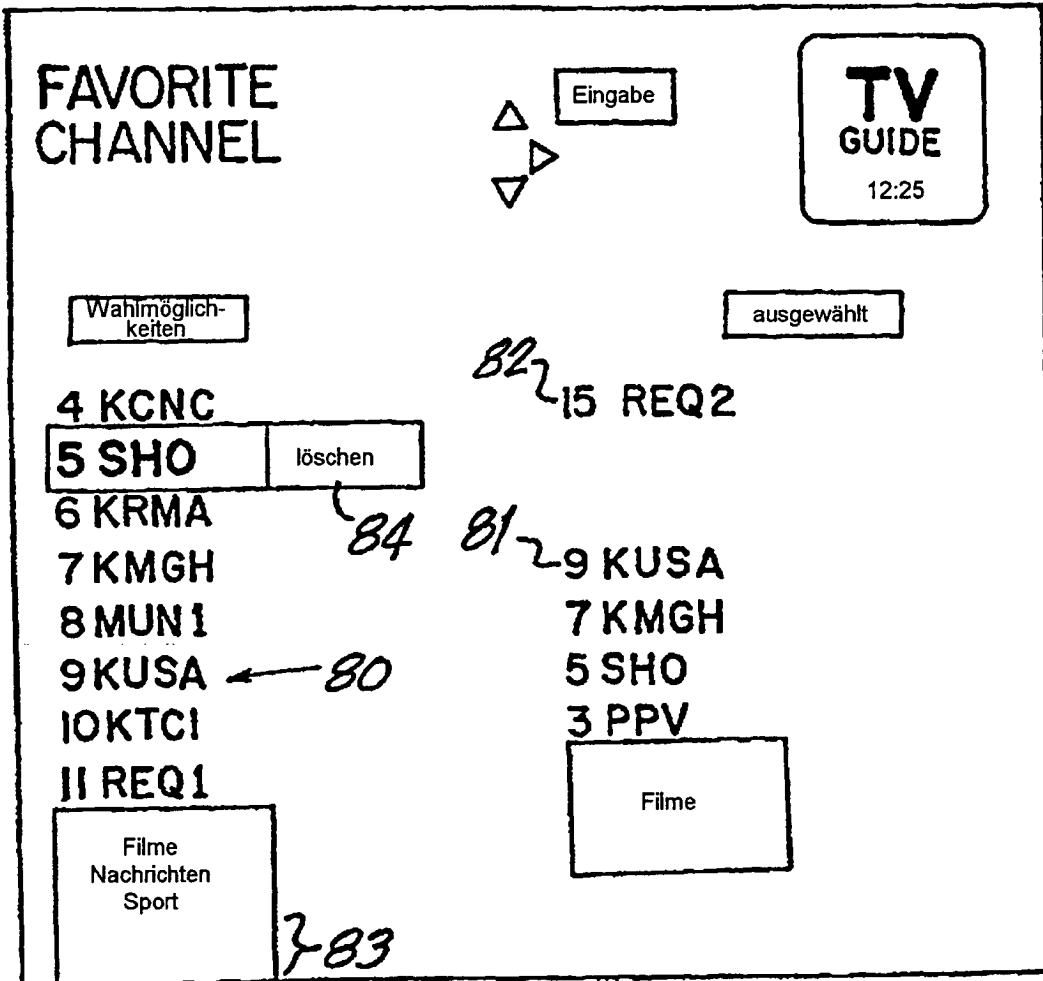 FAVORITE
CHANNEL
Eingabe
TV
GUIDE
12:25
Wahlmöglich-
keiten
ausgewählt
4 KCNC
5 SHO
löschen
84
6 KRMA
7 KMGH
8 MUN1
9 KUSA
80
10 KTCI
11 REQ1
Filme
Nachrichten
Sport
83
82
15 REQ2
81
9 KUSA
7 KMGH
5 SHO
3 PPV
Filme